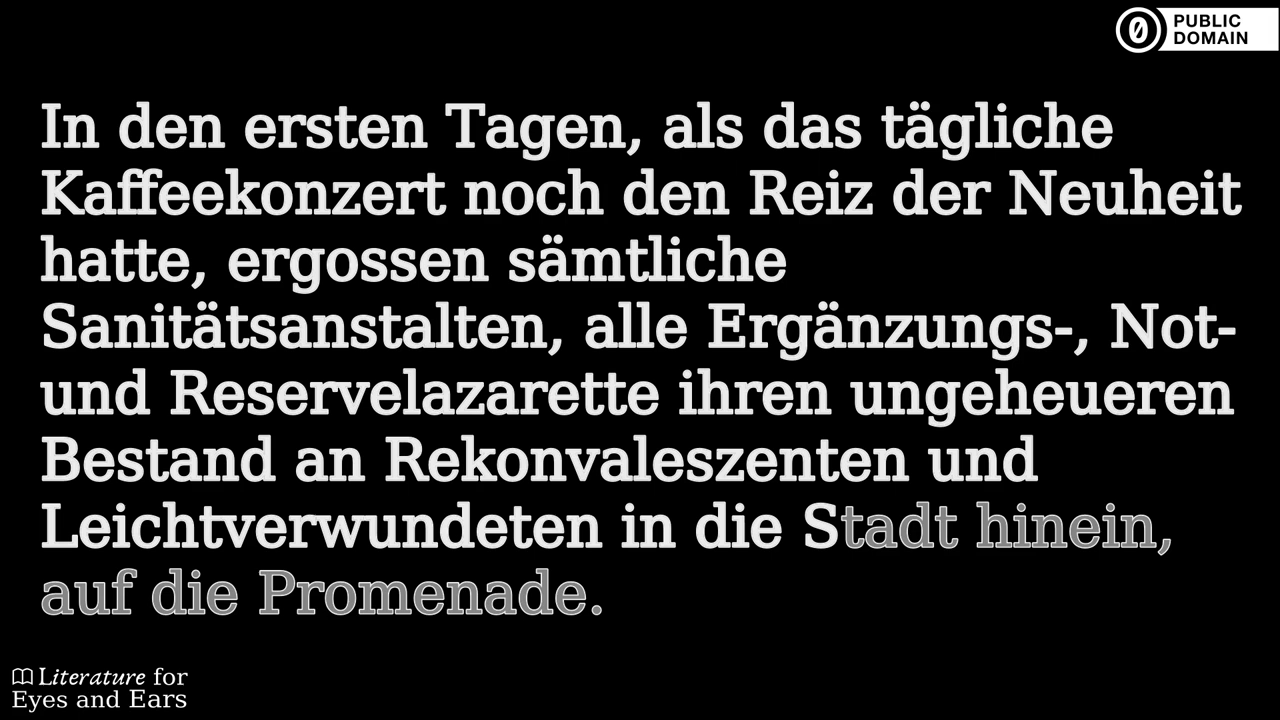 PUBLIC
DOMAIN
In den ersten Tagen, als das tägliche
Kaffeekonzert noch den Reiz der Neuheit
hatte, ergossen sämtliche
Sanitätsanstalten, alle Ergänzungs-, Not-
und Reservelazarette ihren ungeheueren
Bestand an Rekonvaleszenten und
Leichtverwundeten in die Stadt hinein,
auf die Promenade.
Literature for
Eyes and Ears